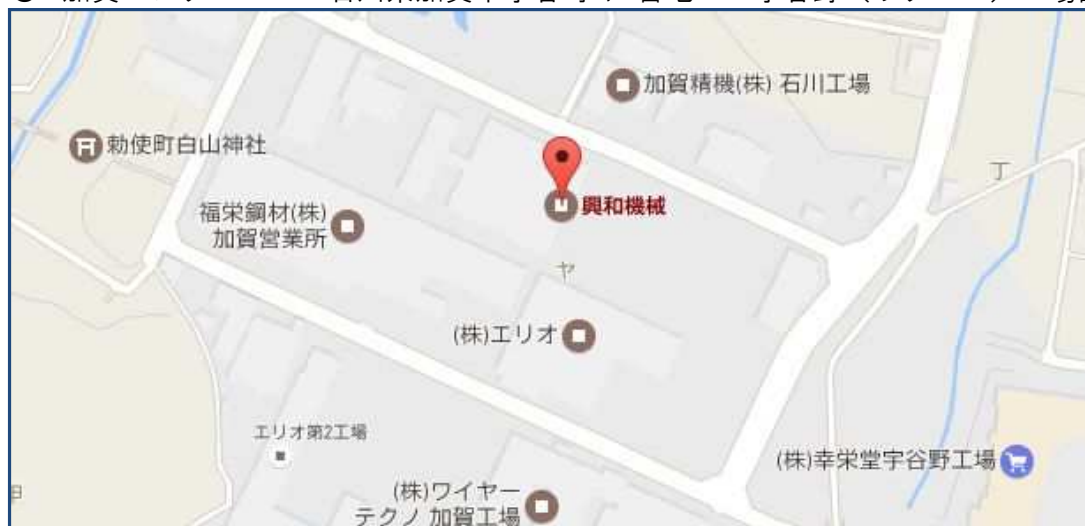 加賀精機(株) 石川工場
勅使町白山神社
興和機械
福栄鋼材(株)
加賀営業所
丁
ヤ
(株)エリオ
エリオ第2工場
(株)幸栄堂宇谷野工場
(株)ワイヤー
テクノ 加賀工場